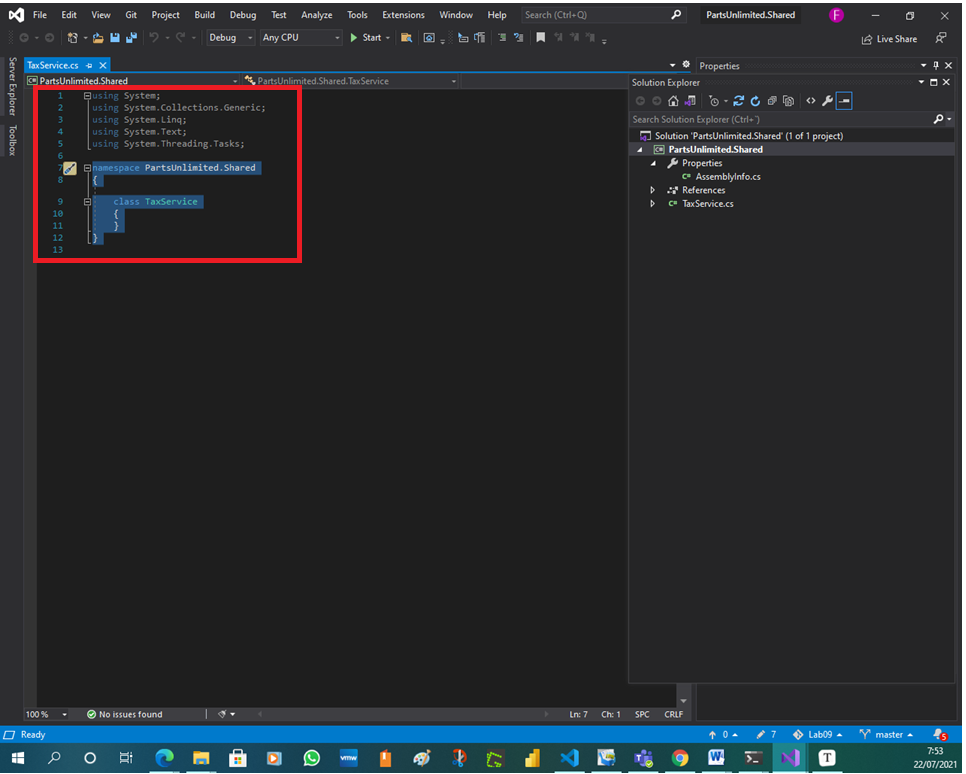 File Edit View Git Project Build Debug Test Analyze Tools Extensions Window Help Search (Ctrl+Q) PartsUnlimited.Shared F
Debug Any CPU Start Live Share
Server Explorer
Toolbox
TaxService.cs
PartsUnlimited.Shared PartsUnlimited.Shared.TaxService
1 using System;
2 using System.Collections.Generic;
3 using System.Linq;
4 using System.Text;
5 using System.Threading.Tasks;
6
7 namespace PartsUnlimited.Shared
8 {
9 class TaxService
10 {
11 }
12 }
13
Properties
Solution Explorer
Search Solution Explorer (Ctrl+`)
Solution 'PartsUnlimited.Shared' (1 of 1 project)
PartsUnlimited.Shared
Properties
AssemblyInfo.cs
References
TaxService.cs
100 % No issues found Ln: 7 Ch: 1 SPC CRLF
Ready 0 7 Lab09 master 5
vmw W T
7:53
22/07/2021